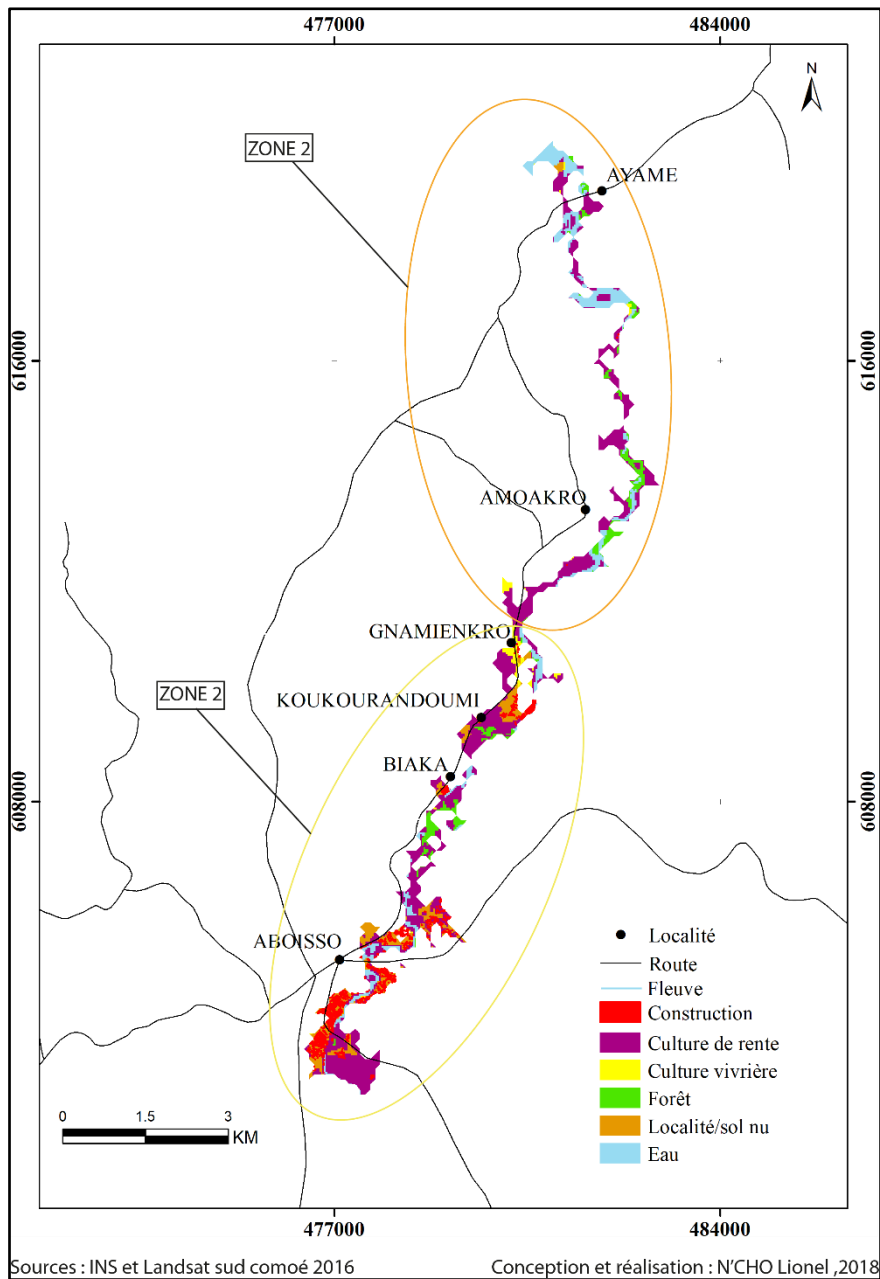 477000
484000
N
ZONE 2
AYAME
616000
616000
AMOAKRO
GNAMIENKRO
ZONE 2
KOUKOURANDOUMI
BIAKA
608000
608000
ABOISSO
Localité
Route
Fleuve
Construction
Culture de rente
Culture vivrière
Forêt
Localité/sol nu
Eau
0 1.5 3
KM
477000
484000
Sources : INS et Landsat sud comoé 2016
Conception et réalisation : N'CHO Lionel ,2018